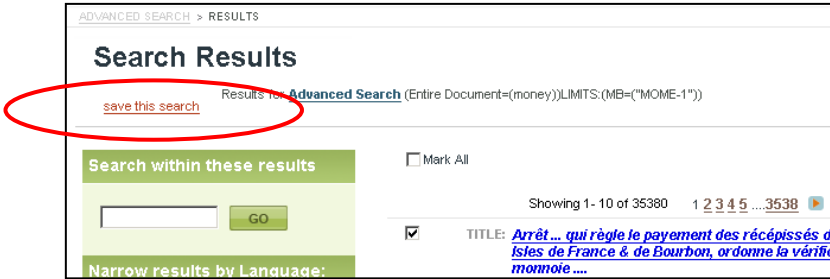 ADVANCED SEARCH > RESULTS
Search Results
Results for Advanced Search (Entire Document=(money))LIMITS:(MB=("MOME-1"))
save this search
Search within these results
GO
Narrow results by Language:
Mark All
Showing 1- 10 of 35380 1 2 3 4 5 ....3538
TITLE: Arrêt ... qui règle le payement des récépissés
Isles de France & de Bourbon, ordonne la
monnoie ....